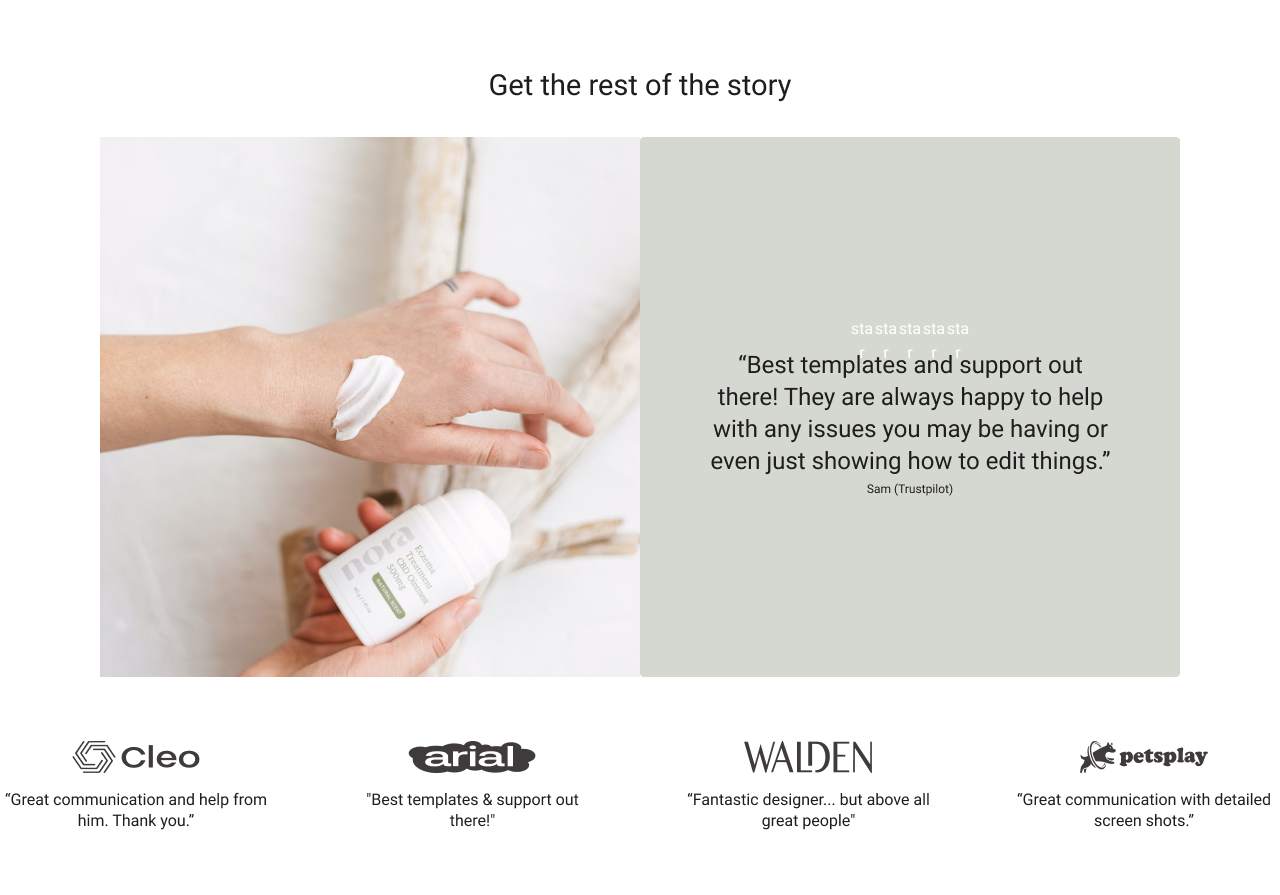 Get the rest of the story
sta sta sta sta sta
r r r r r
“Best templates and support out
there! They are always happy to help
with any issues you may be having or
even just showing how to edit things.”
Sam (Trustpilot)
nora
Eczema
Treatment
CBD Ointment
500mg
NATURAL SCENT
Cleo
arial
WALDEN
petsplay
“Great communication and help from
him. Thank you.”
"Best templates & support out
there!"
“Fantastic designer... but above all
great people"
“Great communication with detailed
screen shots.”